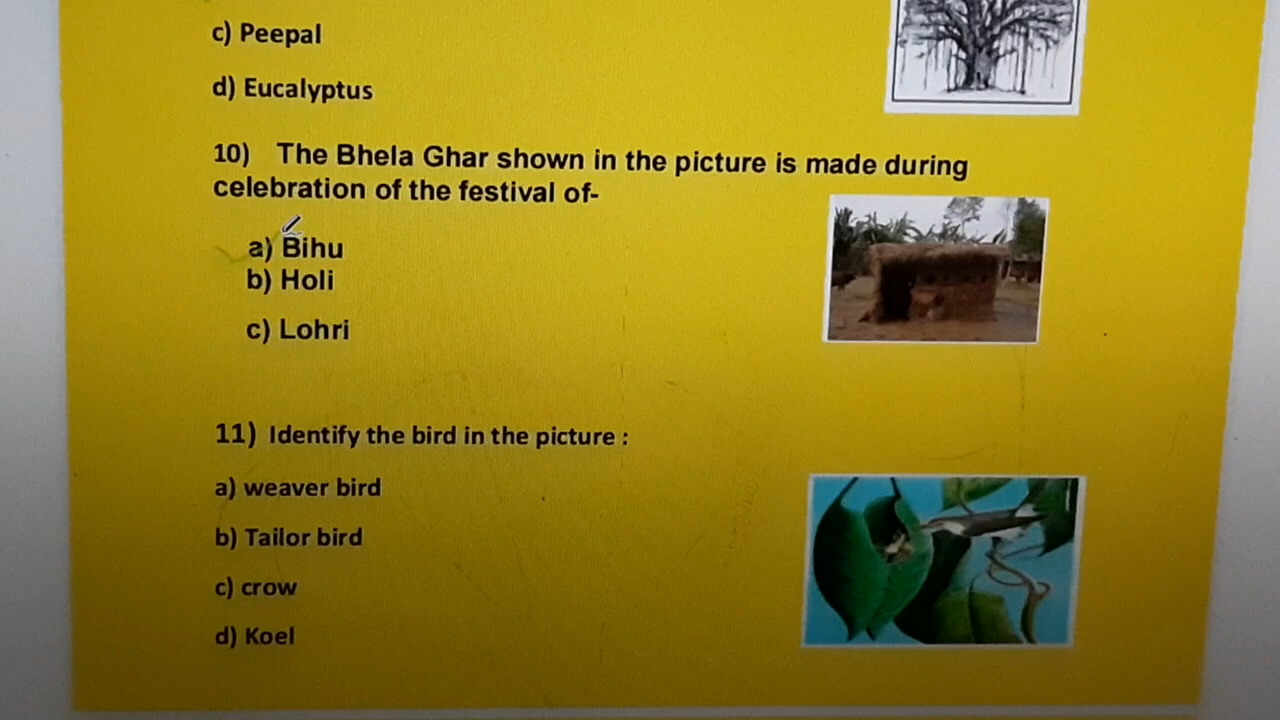 c) Peepal
d) Eucalyptus
10) The Bhela Ghar shown in the picture is made during
celebration of the festival of-
a) Bihu
b) Holi
c) Lohri
11) Identify the bird in the picture :
a) weaver bird
b) Tailor bird
c) crow
d) Koel